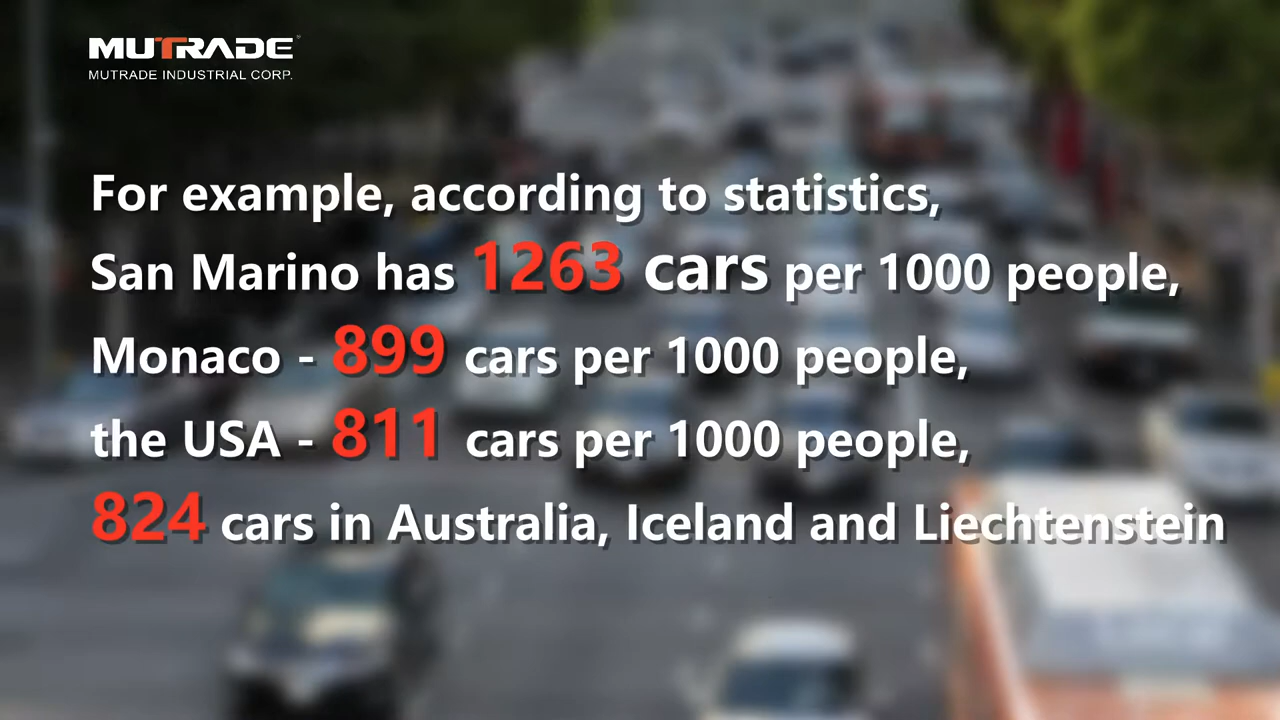 MUTRADE
MUTRADE INDUSTRIAL CORP.
For example, according to statistics,
San Marino has 1263 cars per 1000 people,
Monaco - 899 cars per 1000 people,
the USA - 811 cars per 1000 people,
824 cars in Australia, Iceland and Liechtenstein